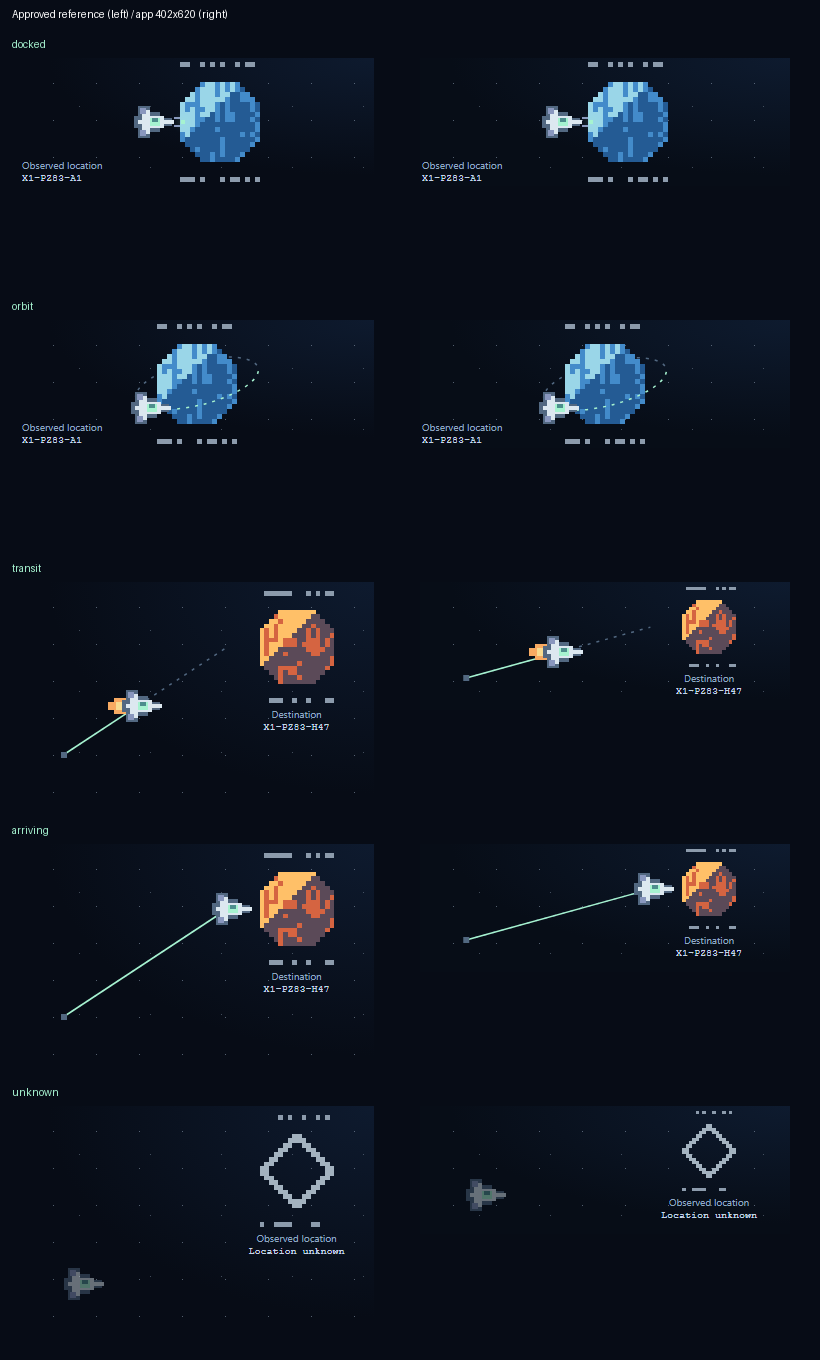 Approved reference (left) / app 402x620 (right)
docked
Observed location
X1-PZ83-A1
Observed location
X1-PZ83-A1
orbit
Observed location
X1-PZ83-A1
Observed location
X1-PZ83-A1
transit
Destination
X1-PZ83-H47
Destination
X1-PZ83-H47
arriving
Destination
X1-PZ83-H47
Destination
X1-PZ83-H47
unknown
Observed location
Location unknown
Observed location
Location unknown